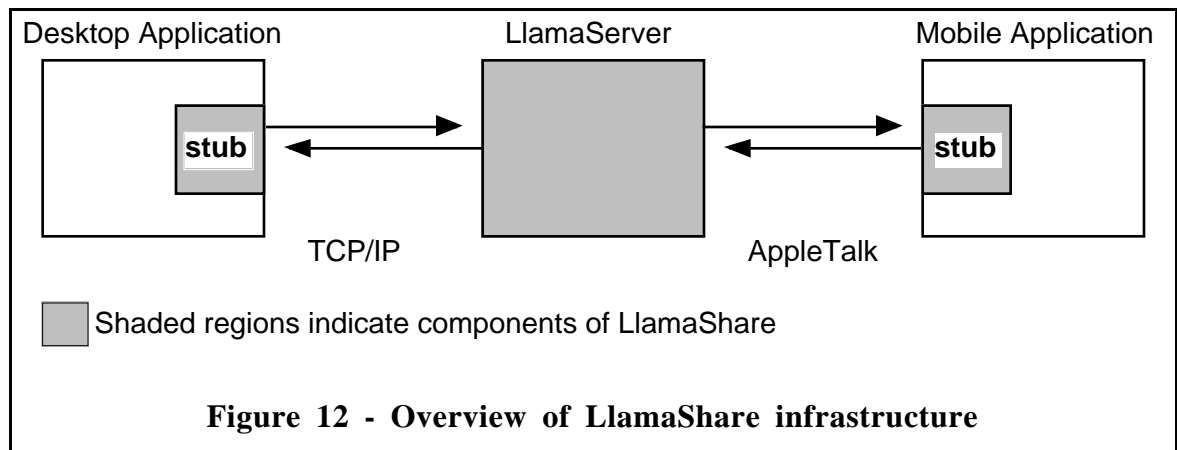 Desktop Application
LlamaServer
Mobile Application
stub
stub
TCP/IP
AppleTalk
Shaded regions indicate components of LlamaShare
Figure 12 - Overview of LlamaShare infrastructure